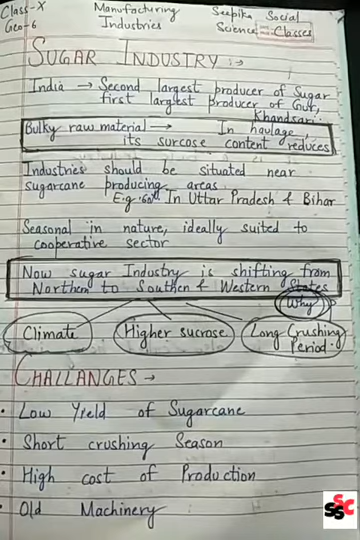 Class-X Manufacturing Deepika Social
Geo-6 Industries Science Classes
SUGAR INDUSTRY :→
India → Second largest producer of Sugar
first largest producer of Gur,
Khandsari.
Bulky raw material → In haulage,
its surcose content reduces
Industries should be situated near
sugarcane producing areas.
E.g. In Uttar Pradesh & Bihar
Seasonal in nature, ideally suited to
cooperative sector
Now sugar Industry is shifting from
Northern to Southen & Western States
Why
Climate Higher sucrose Long Crushing
Period.
CHALLANGES →
• Low Yield of Sugarcane
• Short crushing Season
• High cost of Production
• Old Machinery
SSC